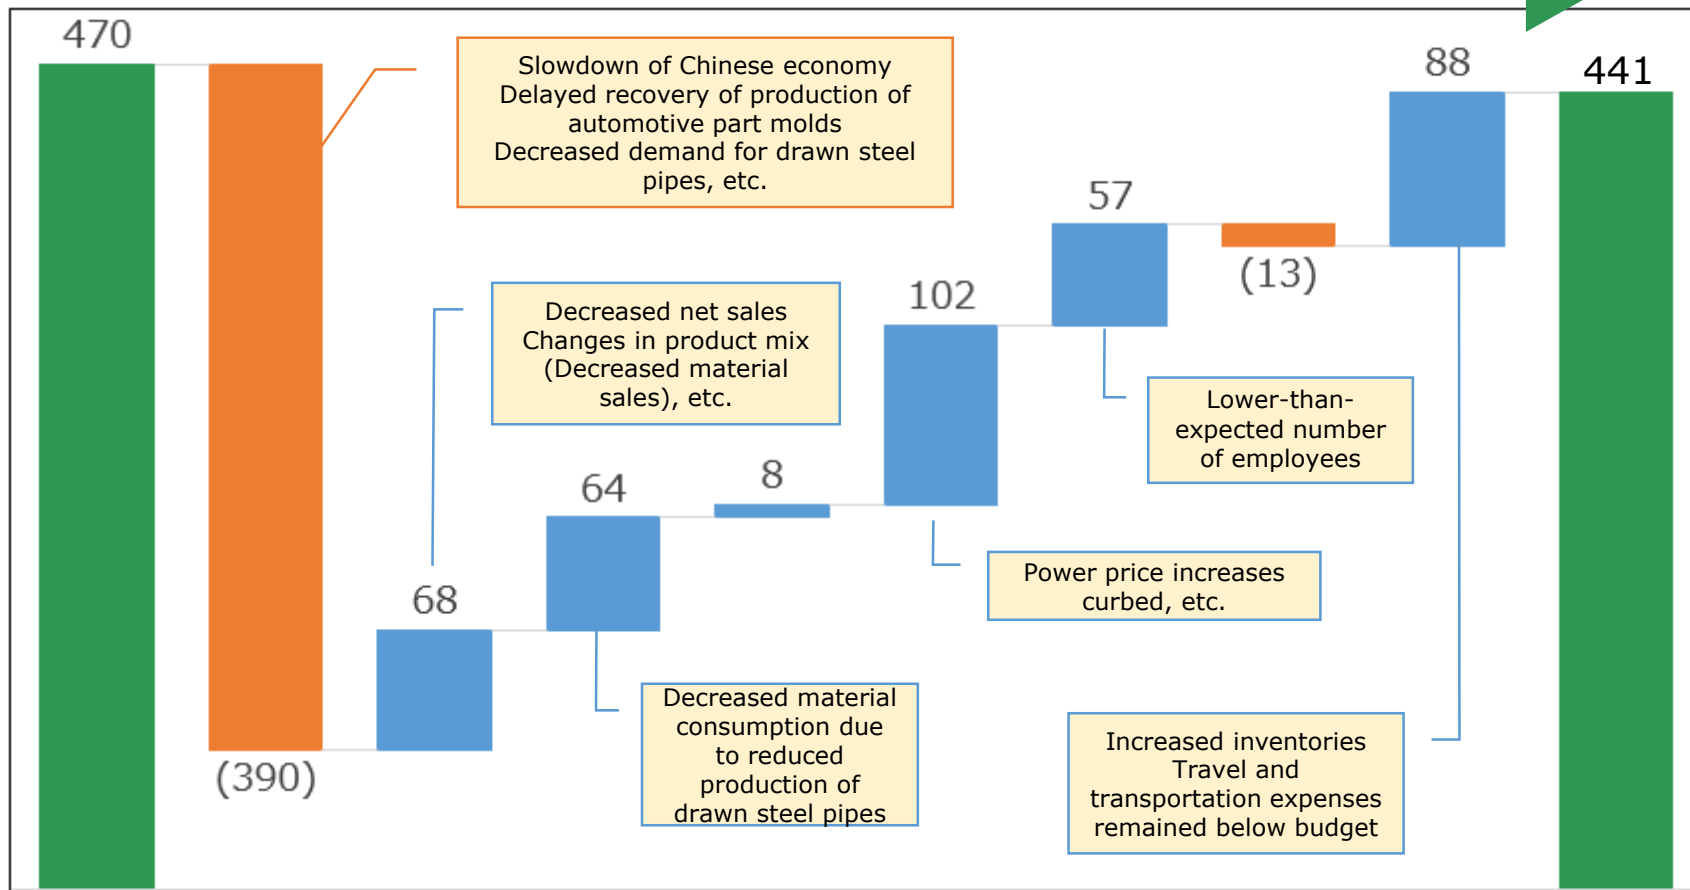 470
Slowdown of Chinese economy
Delayed recovery of production of
automotive part molds
Decreased demand for drawn steel
pipes, etc.
88
441
57
(13)
102
Decreased net sales
Changes in product mix
(Decreased material
sales), etc.
Lower-than-
expected number
of employees
64
8
68
Power price increases
curbed, etc.
(390)
Decreased material
consumption due
to reduced
production of
drawn steel pipes
Increased inventories
Travel and
transportation expenses
remained below budget